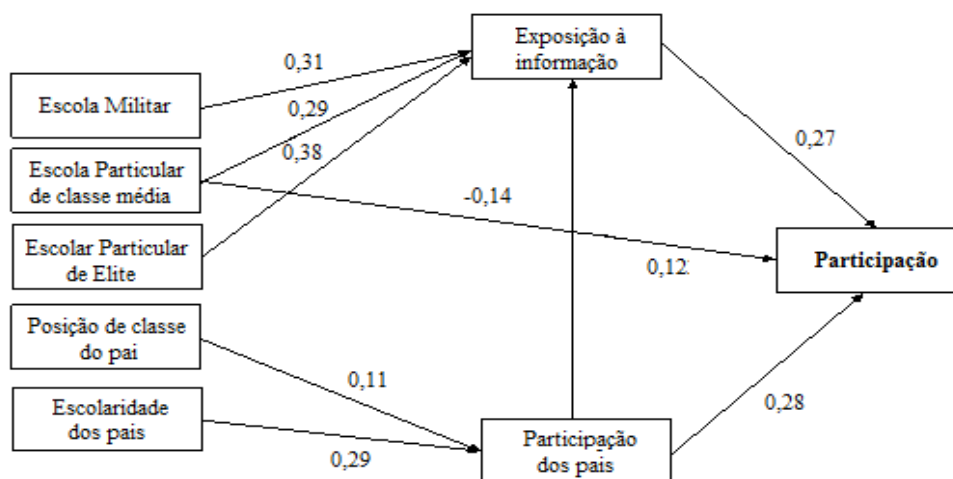 Exposição à
informação
0,31
Escola Militar
0,29
0,27
0,38
Escola Particular
de classe média
-0,14
Escolar Particular
de Elite
0,12
Participação
Posição de classe
do pai
0,11
Escolaridade
dos pais
0,28
Participação
dos pais
0,29